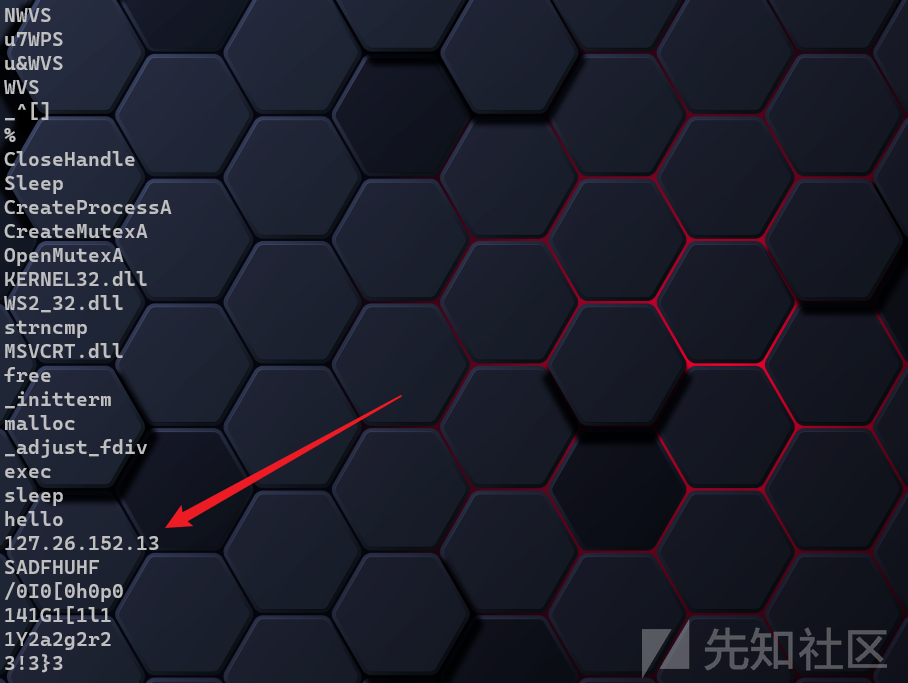 NWVS
u7WPS
u&WVS
WVS
_^[]
%
CloseHandle
Sleep
CreateProcessA
CreateMutexA
OpenMutexA
KERNEL32.dll
WS2_32.dll
strncmp
MSVCRT.dll
free
_initterm
malloc
_adjust_fdiv
exec
sleep
hello
127.26.152.13
SADFHUHF
/0I0[0h0p0
141G1[1l1
1Y2a2g2r2
3!3}3
先知社区